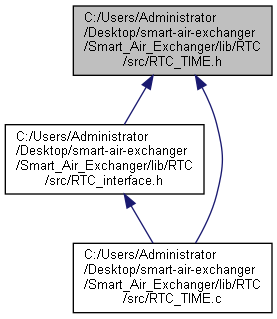 C:/Users/Administrator
/Desktop/smart-air-exchanger
/Smart_Air_Exchanger/lib/RTC
/src/RTC_TIME.h
C:/Users/Administrator
/Desktop/smart-air-exchanger
/Smart_Air_Exchanger/lib/RTC
/src/RTC_interface.h
C:/Users/Administrator
/Desktop/smart-air-exchanger
/Smart_Air_Exchanger/lib/RTC
/src/RTC_TIME.c